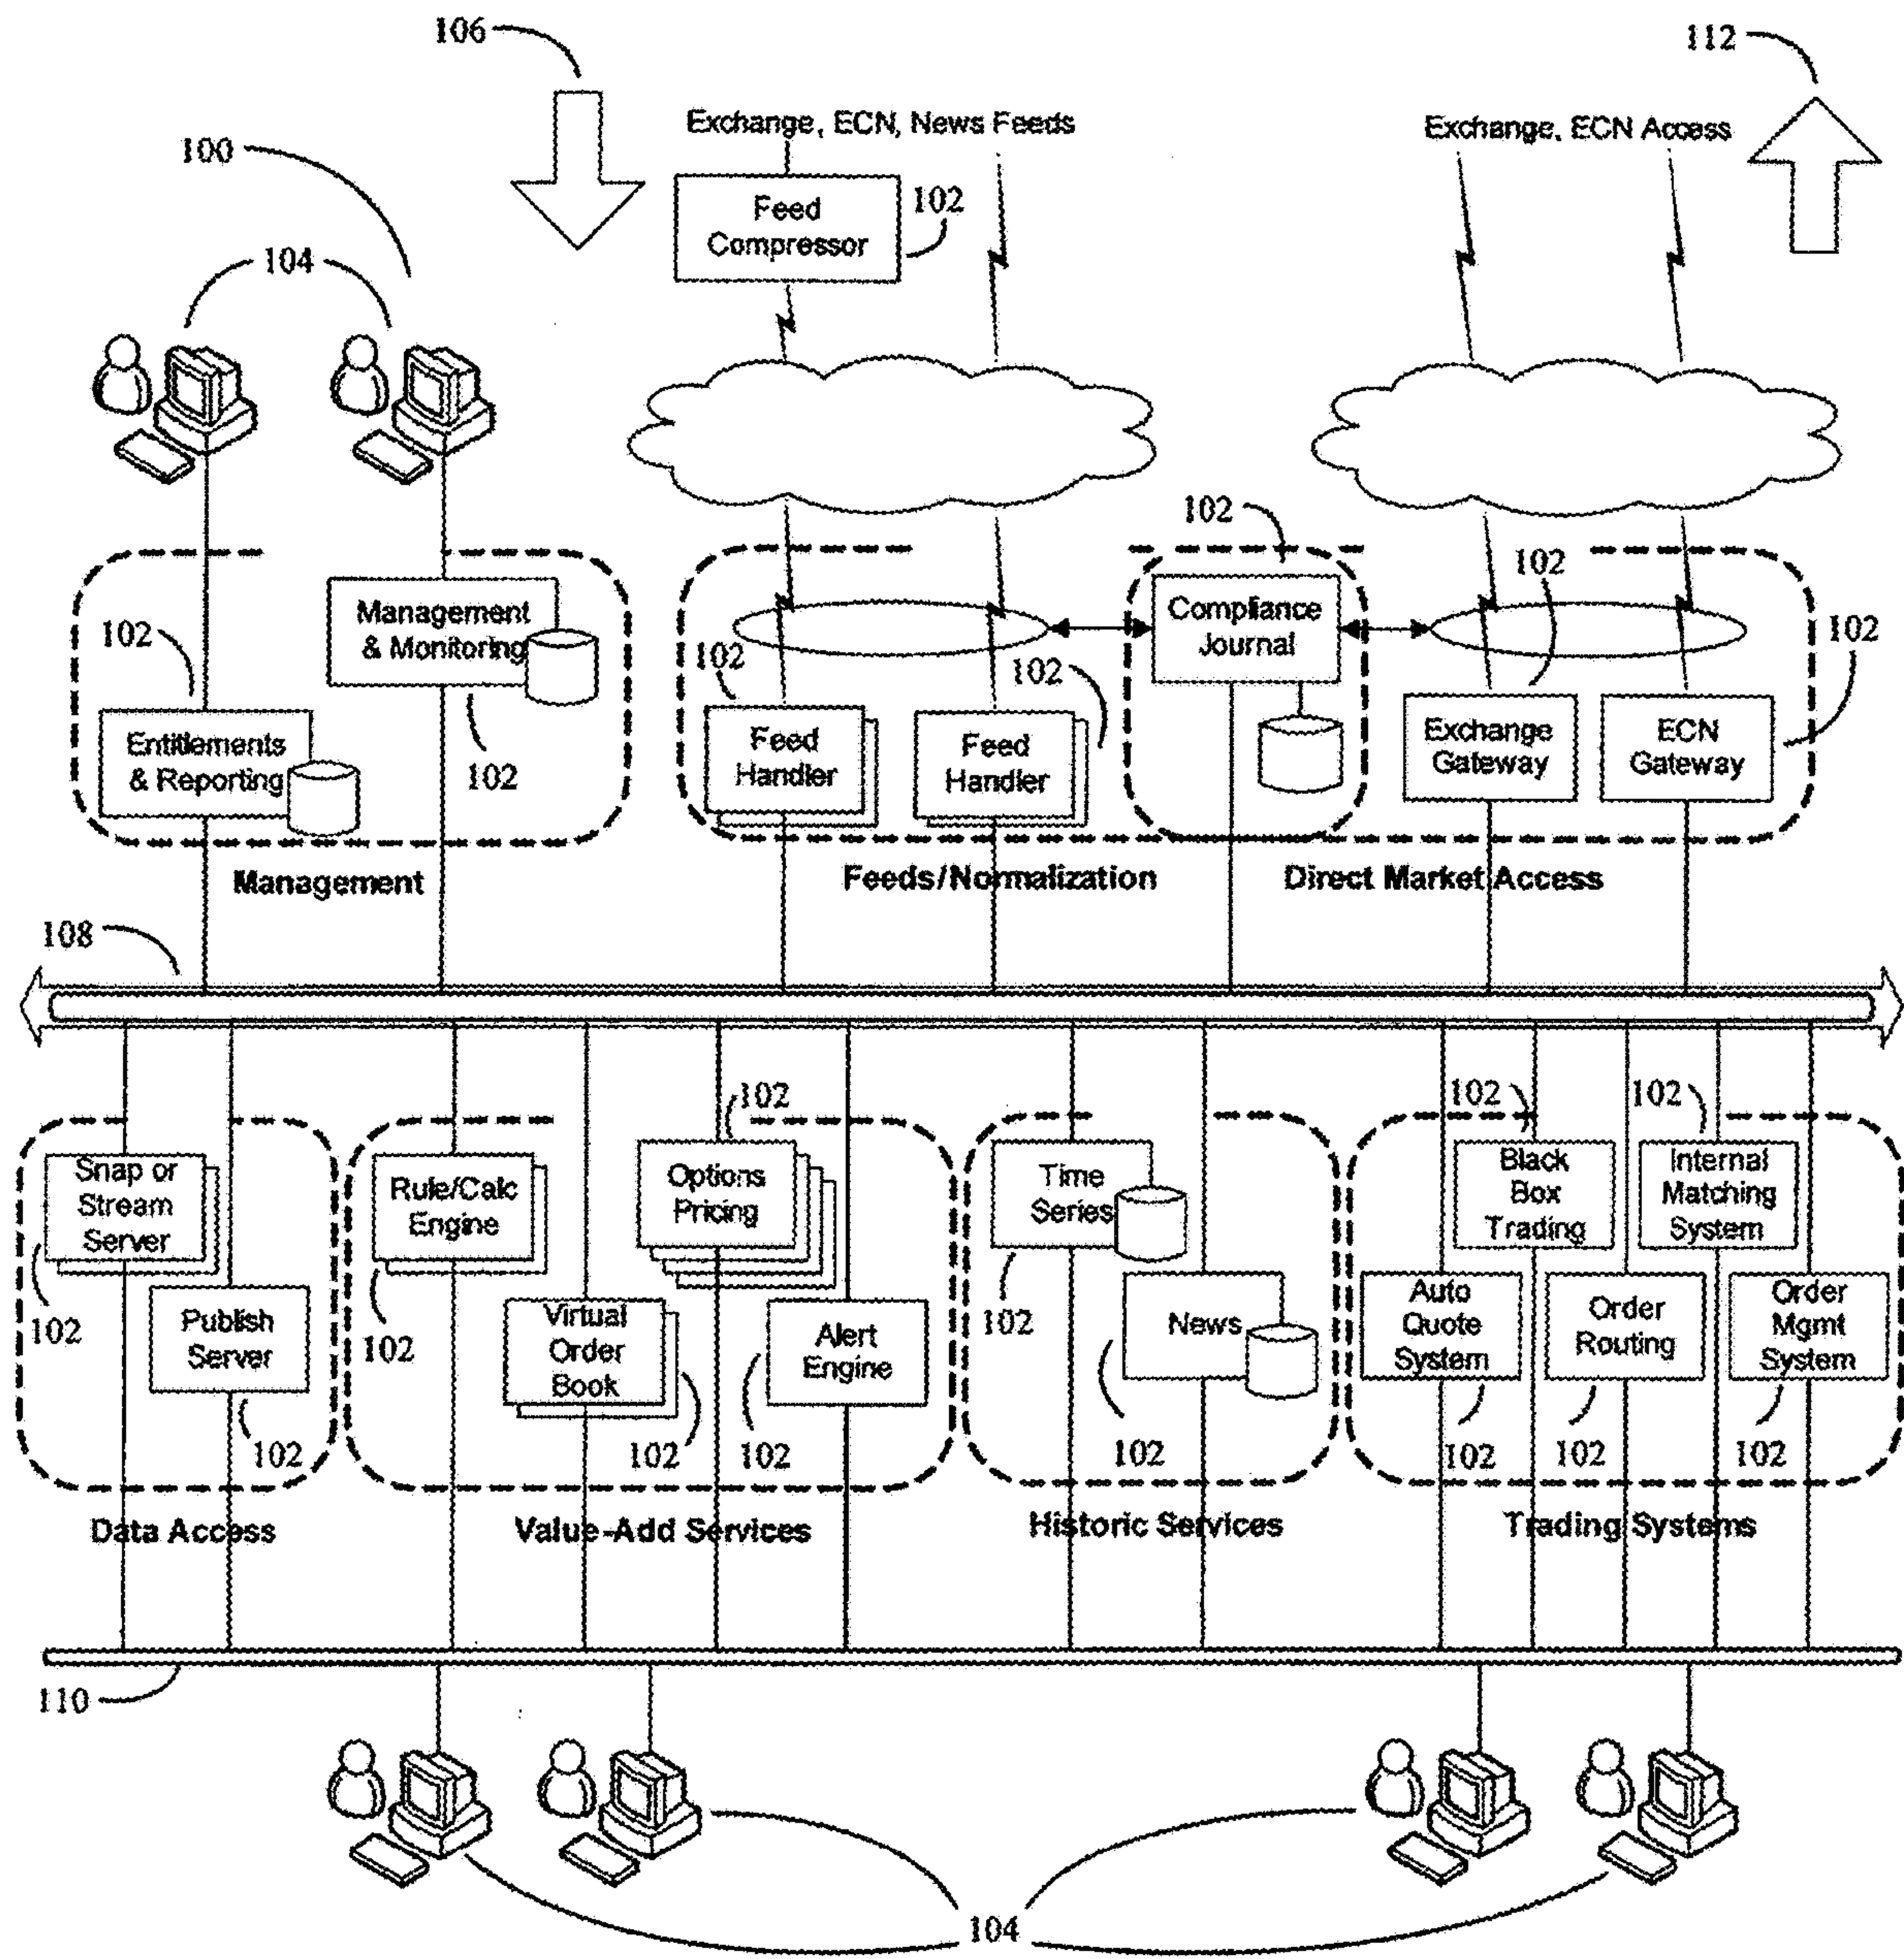 106
112
Exchange, ECN, News Feeds
Exchange, ECN Access
100
Feed
Compressor
102
104
102
Management
& Monitoring
102
Compliance
Journal
102
102
102
102
102
Entitlements
& Reporting
102
Feed
Handler
Feed
Handler
Exchange
Gateway
ECN
Gateway
Management
Feeds/Normalization
Direct Market Access
108
102
102
102
Snap or
Stream
Server
Rule/Calc
Engine
Options
Pricing
Time
Series
Black
Box
Trading
Internal
Matching
System
102
Publish
Server
102
Virtual
Order
Book
Alert
Engine
102
News
Auto
Quote
System
Order
Routing
Order
Mgmt
System
102
102
102
102
102
102
102
Data Access
Value-Add Services
Historic Services
Trading Systems
110
104